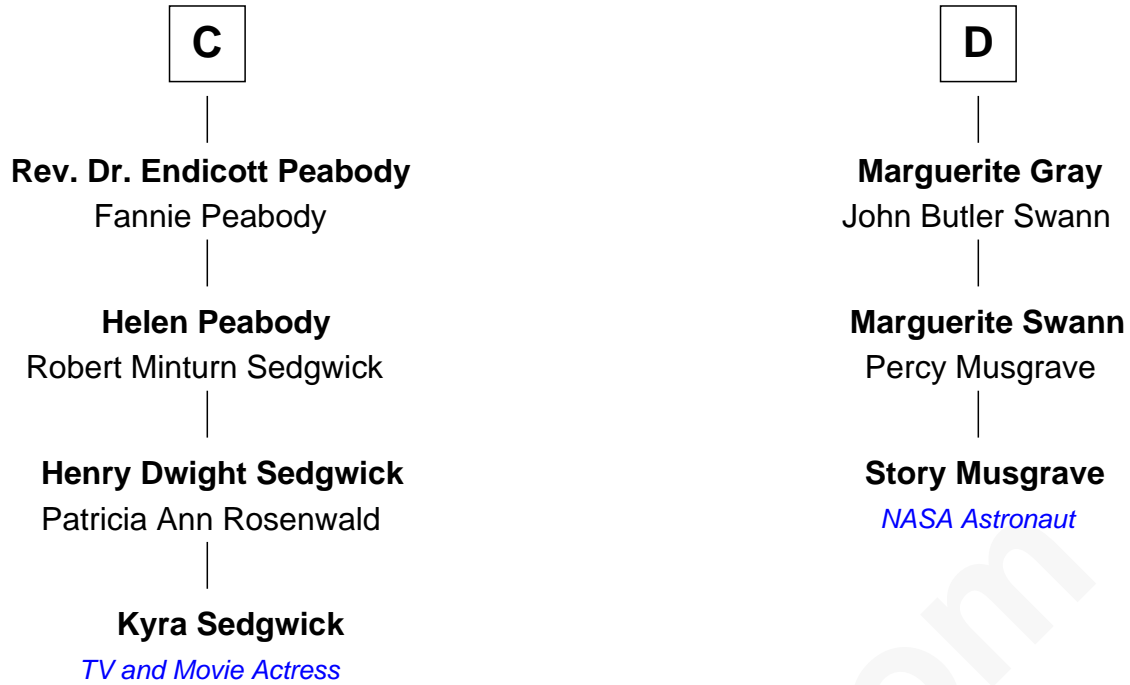 C
Rev. Dr. Endicott Peabody
Fannie Peabody
Helen Peabody
Robert Minturn Sedgwick
Henry Dwight Sedgwick
Patricia Ann Rosenwald
Kyra Sedgwick
TV and Movie Actress
D
Marguerite Gray
John Butler Swann
Marguerite Swann
Percy Musgrave
Story Musgrave
NASA Astronaut
om